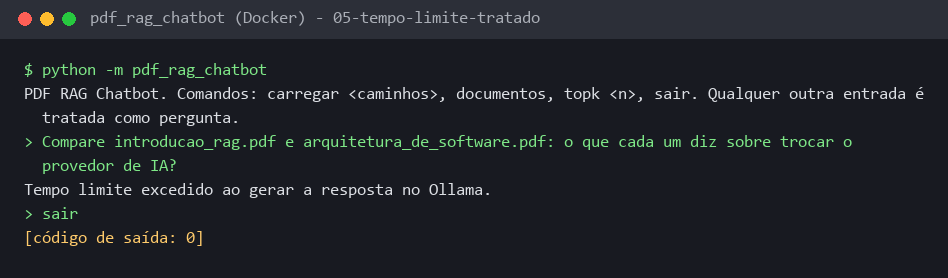 pdf_rag_chatbot (Docker) - 05-tempo-limite-tratado
$ python -m pdf_rag_chatbot
PDF RAG Chatbot. Comandos: carregar <caminhos>, documentos, topk <n>, sair. Qualquer outra entrada é
tratada como pergunta.
> Compare introducao_rag.pdf e arquitetura_de_software.pdf: o que cada um diz sobre trocar o
provedor de IA?
Tempo limite excedido ao gerar a resposta no Ollama.
> sair
[código de saída: 0]